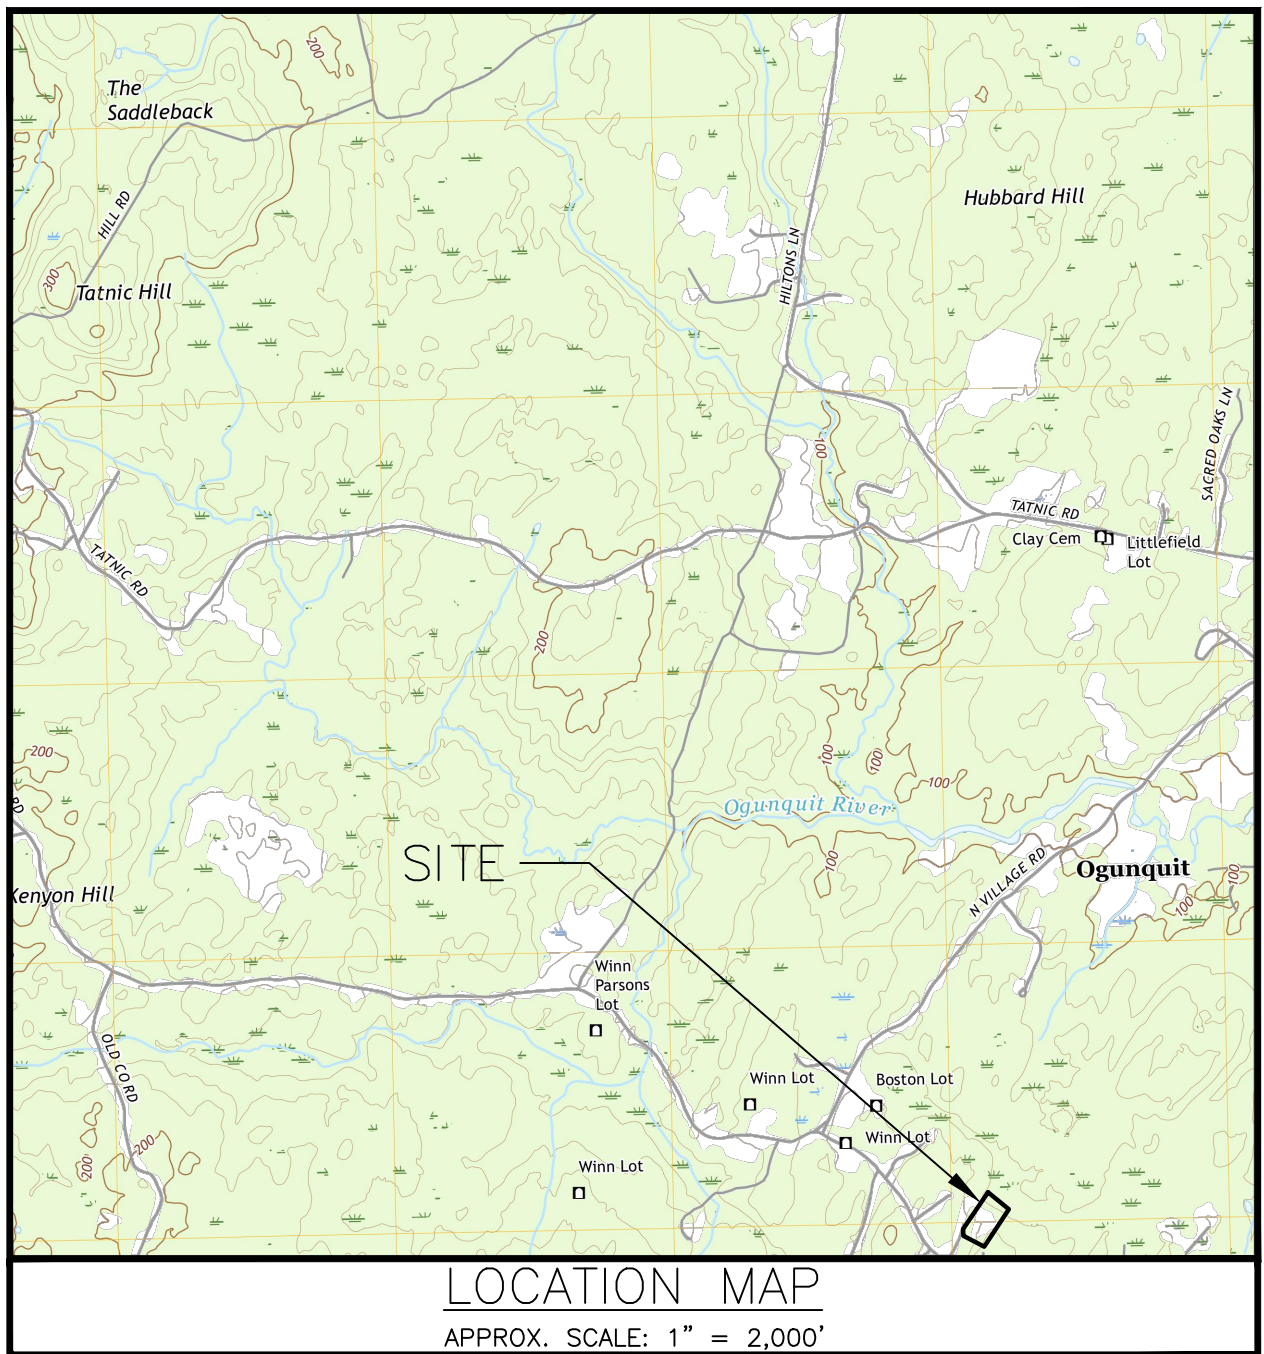 200
The
Saddleback
HILL RD
Hubbard Hill
300
Tatnic Hill
HILTONS LN
SACRED OAKS LN
100
TATNIC RD
Clay Cem
Littlefield
Lot
TATNIC RD
200
200
100
100
100
RD
Ogunquit River
SITE
100
N VILLAGE RD
Ogunquit
100
100
Kenyon Hill
Winn
Parsons
Lot
OLD CO RD
Winn Lot
Boston Lot
Winn Lot
200
200
Winn Lot
LOCATION MAP
APPROX. SCALE: 1" = 2,000'